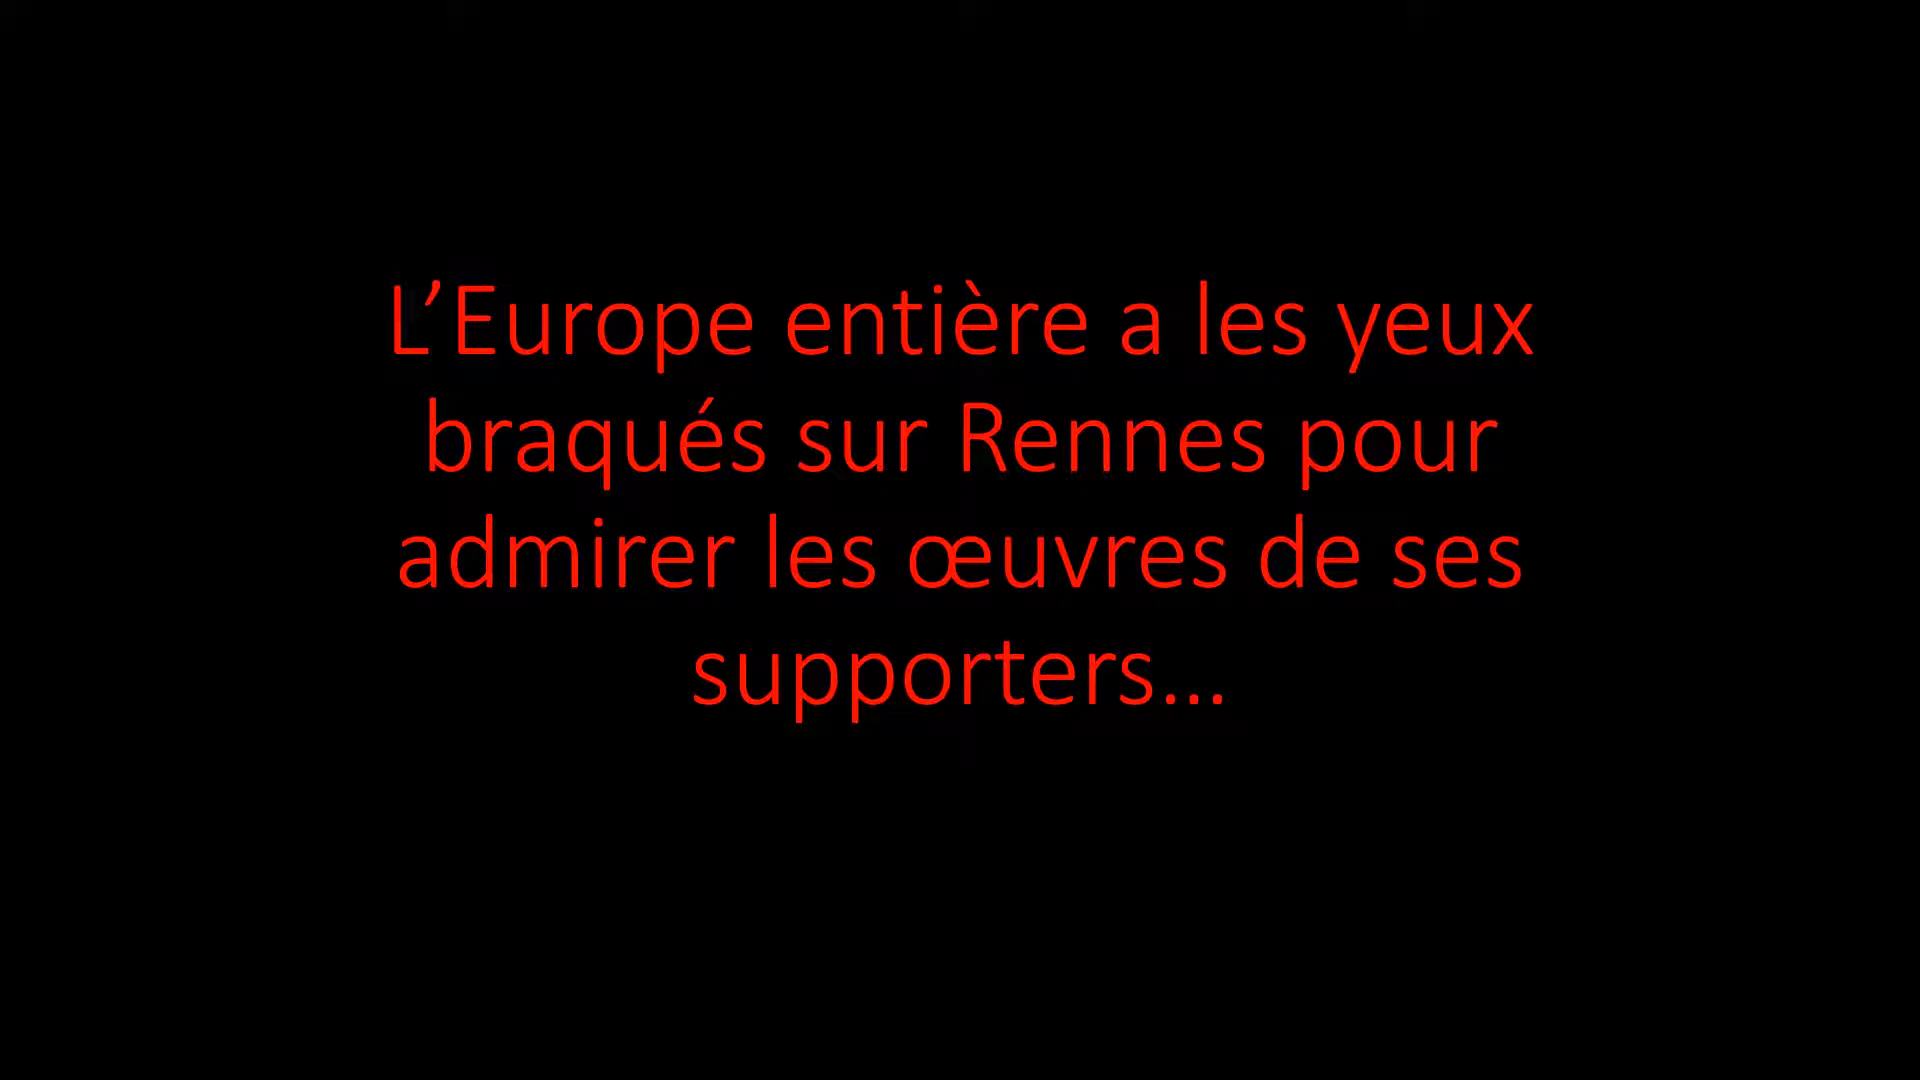 L’Europe entière a les yeux
braqués sur Rennes pour
admirer les œuvres de ses
supporters…